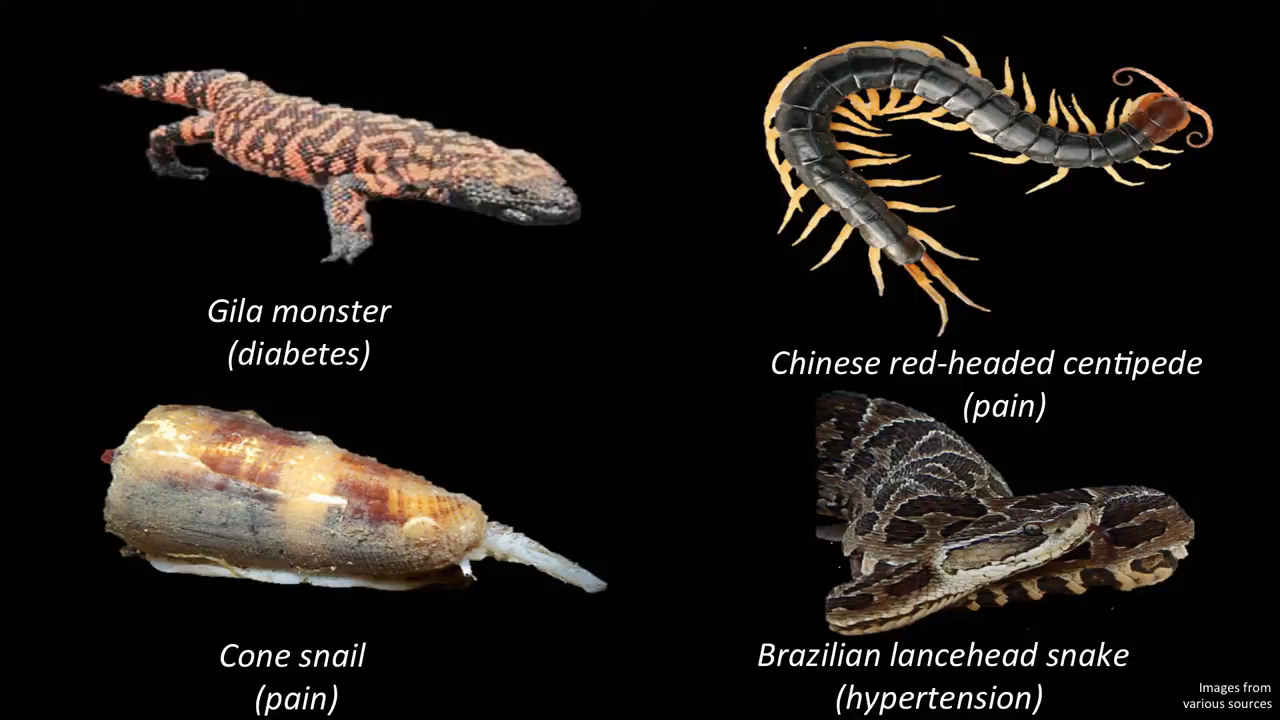 Gila monster
(diabetes)
Chinese red-headed centipede
(pain)
Cone snail
(pain)
Brazilian lancehead snake
(hypertension)
Images from
various sources